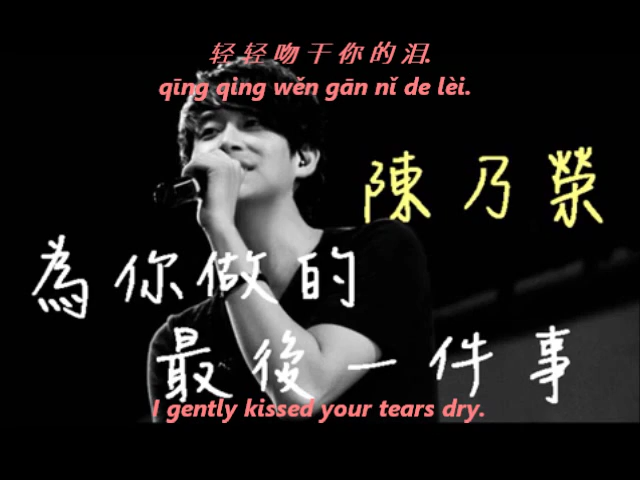 轻轻吻干你的泪.
qīng qìng wěn gān nǐ de lèi.
陳乃榮
為你做的
最後一件事
I gently kissed your tears dry.